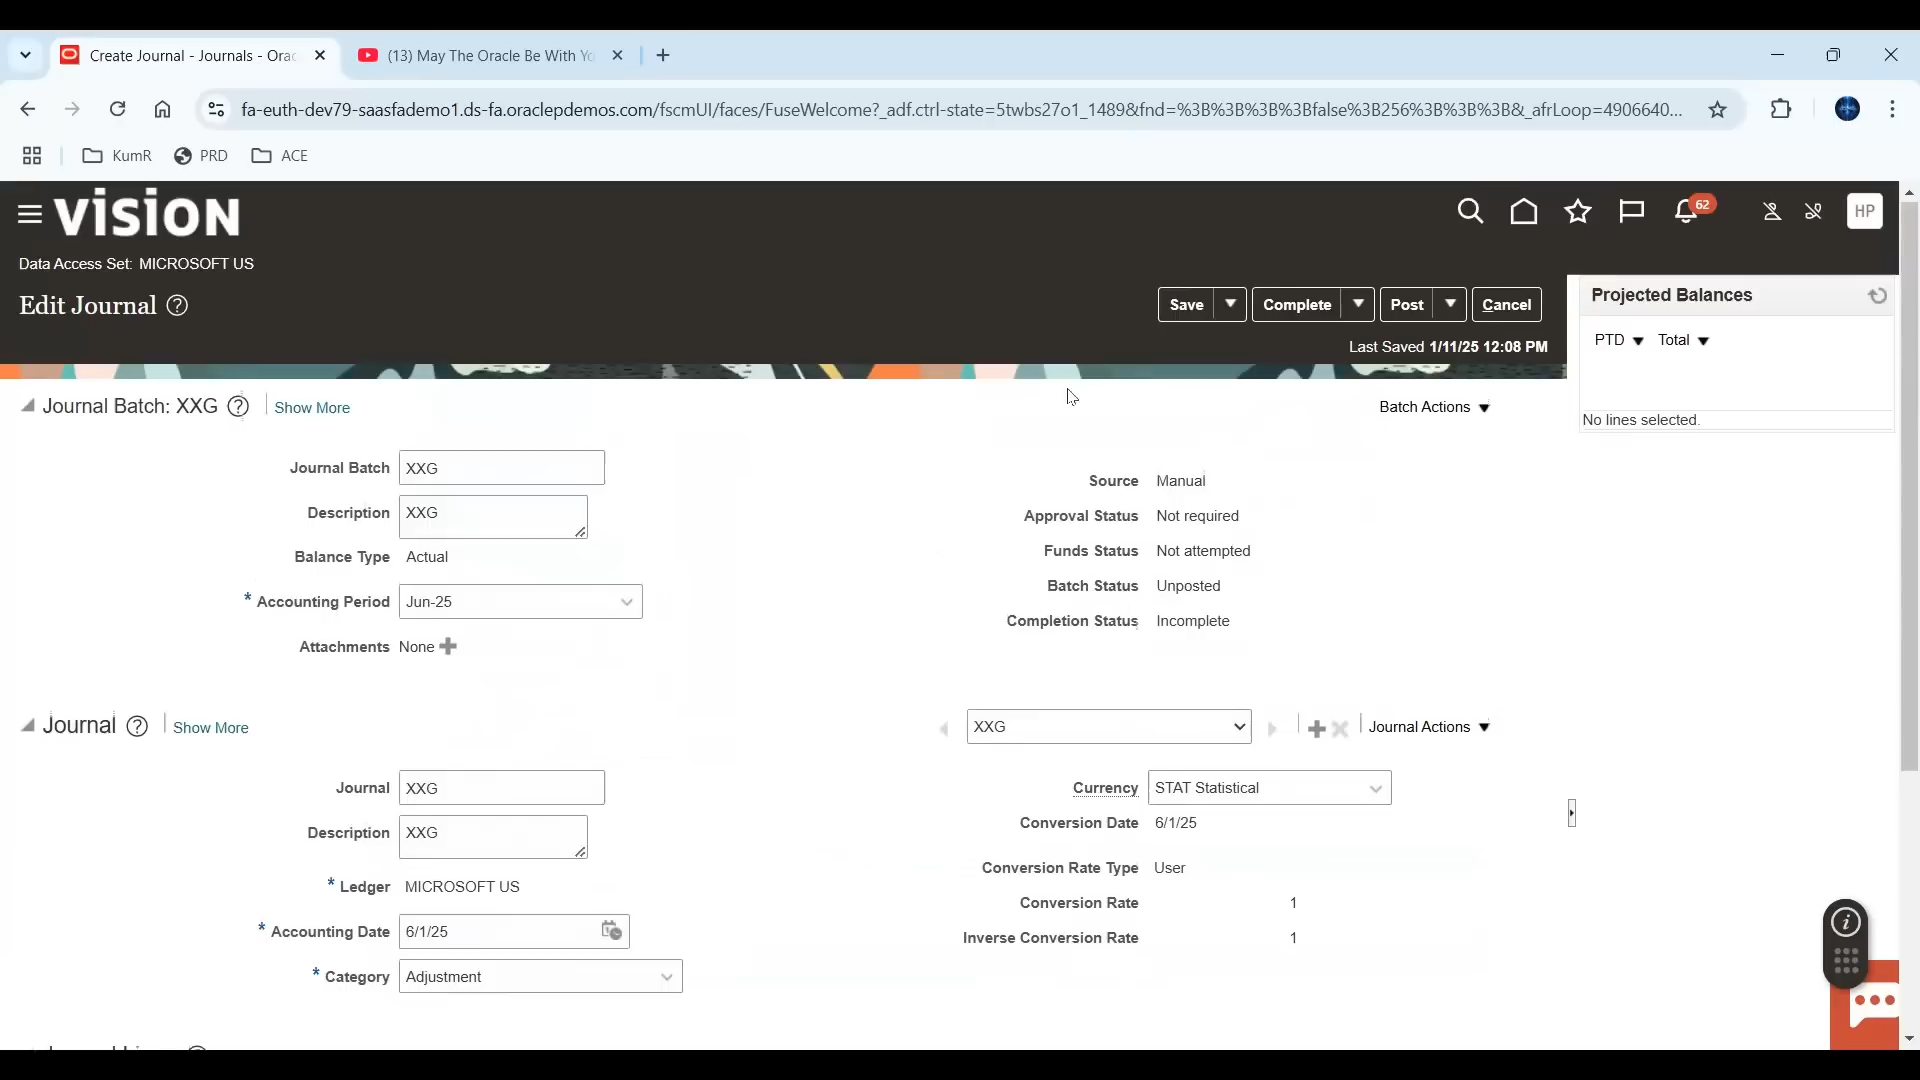 Create Journal - Journals - Orac
(13) May The Oracle Be With Yo
fa-euth-dev79-saasfademo1.ds-fa.oraclepdemos.com/fscmUI/faces/FuseWelcome?_adf.ctrl-state=5twbs27o1_1489&fnd=%3B%3B%3B%3Bfalse%3B256%3B%3B%3B&_afrLoop=4906640...
KumR PRD ACE
VISION
62
HP
Data Access Set: MICROSOFT US
Edit Journal
Save Complete Post Cancel
Last Saved 1/11/25 12:08 PM
Projected Balances
PTD Total
No lines selected.
Journal Batch: XXG Show More
Batch Actions
Journal Batch XXG
Description XXG
Balance Type Actual
* Accounting Period Jun-25
Attachments None
Source Manual
Approval Status Not required
Funds Status Not attempted
Batch Status Unposted
Completion Status Incomplete
Journal Show More
XXG
Journal Actions
Journal XXG
Description XXG
* Ledger MICROSOFT US
* Accounting Date 6/1/25
* Category Adjustment
Currency STAT Statistical
Conversion Date 6/1/25
Conversion Rate Type User
Conversion Rate 1
Inverse Conversion Rate 1